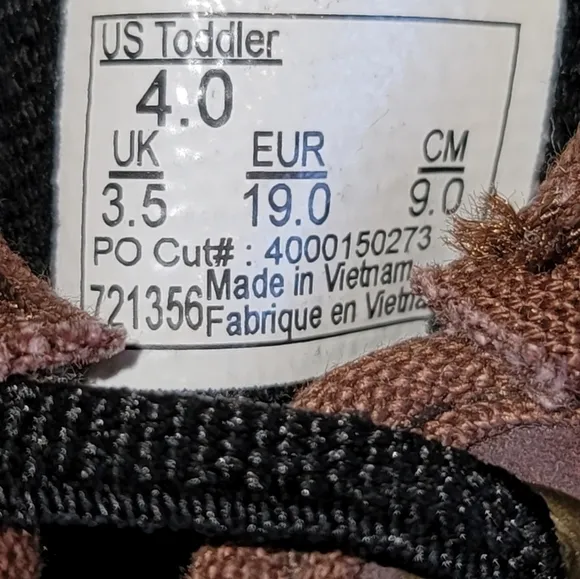 US Toddler
4.0
UK EUR CM
3.5 19.0 9.0
PO Cut# : 4000150273
721356 Made in Vietnam
Fabrique en